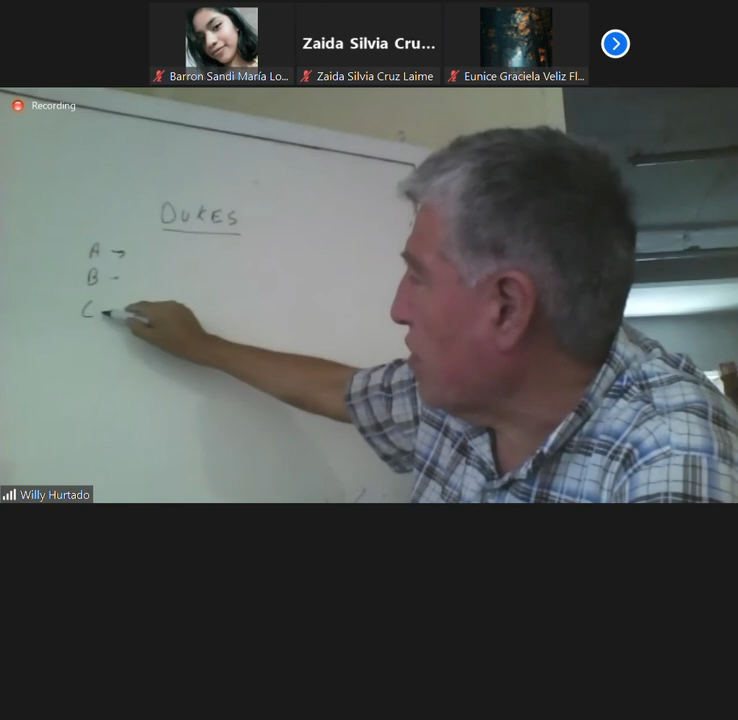 Zaida Silvia Cru...
Barron Sandi María Lo...
Zaida Silvia Cruz Laime
Eunice Graciela Veliz Fl...
Recording
DUKES
A →
B -
C
Willy Hurtado